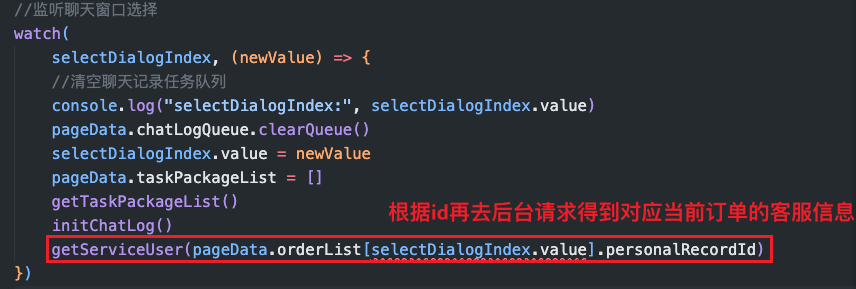 //监听聊天窗口选择
watch(
selectDialogIndex, (newValue) => {
//清空聊天记录任务队列
console.log("selectDialogIndex:", selectDialogIndex.value)
pageData.chatLogQueue.clearQueue()
selectDialogIndex.value = newValue
pageData.taskPackageList = []
getTaskPackageList()
根据id再去后台请求得到对应当前订单的客服信息
initChatLog()
getServiceUser(pageData.orderList[selectDialogIndex.value].personalRecordId)
})